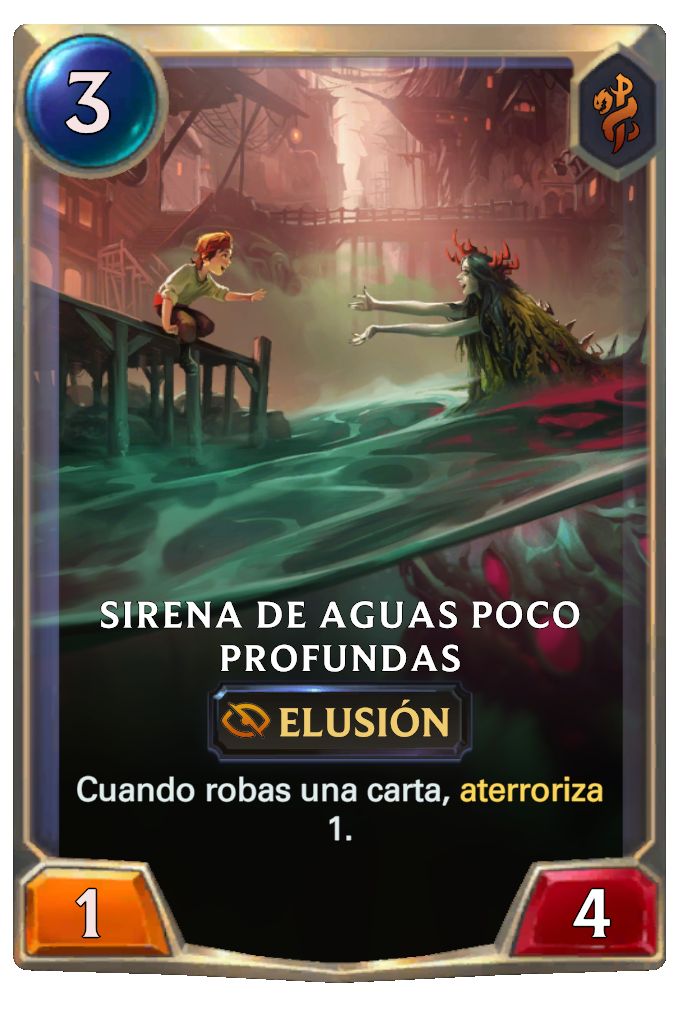 3
SIRENA DE AGUAS POCO
PROFUNDAS
ELUSIÓN
Cuando robas una carta, aterroriza
1.
1
4